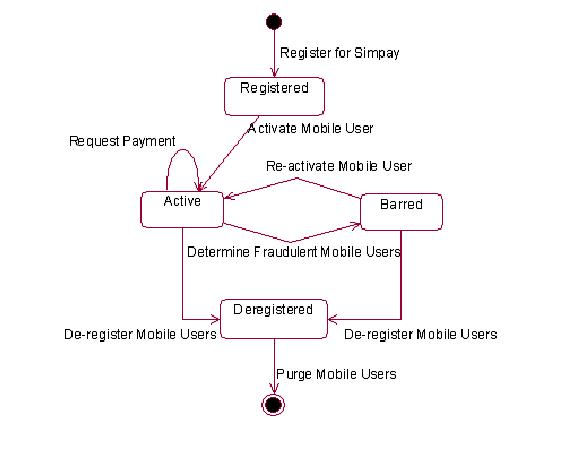 Register for Simpay
Registered
Activate Mobile User
Request Payment
Re-activate Mobile User
Active
Barred
Determine Fraudulent Mobile Users
Deregistered
De-register Mobile Users
De-register Mobile Users
Purge Mobile Users